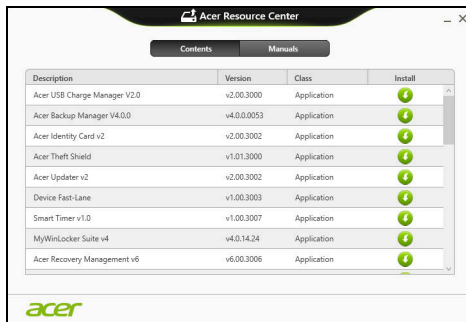 Acer Resource Center
Contents Manuals
Description Version Class Install
Acer USB Charge Manager V2.0 v2.00.3000 Application
Acer Backup Manager V4.0.0 v4.0.0.0053 Application
Acer Identity Card v2 v2.00.3002 Application
Acer Theft Shield v1.01.3000 Application
Acer Updater v2 v2.00.3002 Application
Device Fast-Lane v1.00.3003 Application
Smart Timer v1.0 v1.00.3007 Application
MyWinLocker Suite v4 v4.0.14.24 Application
Acer Recovery Management v6 v6.00.3006 Application
acer